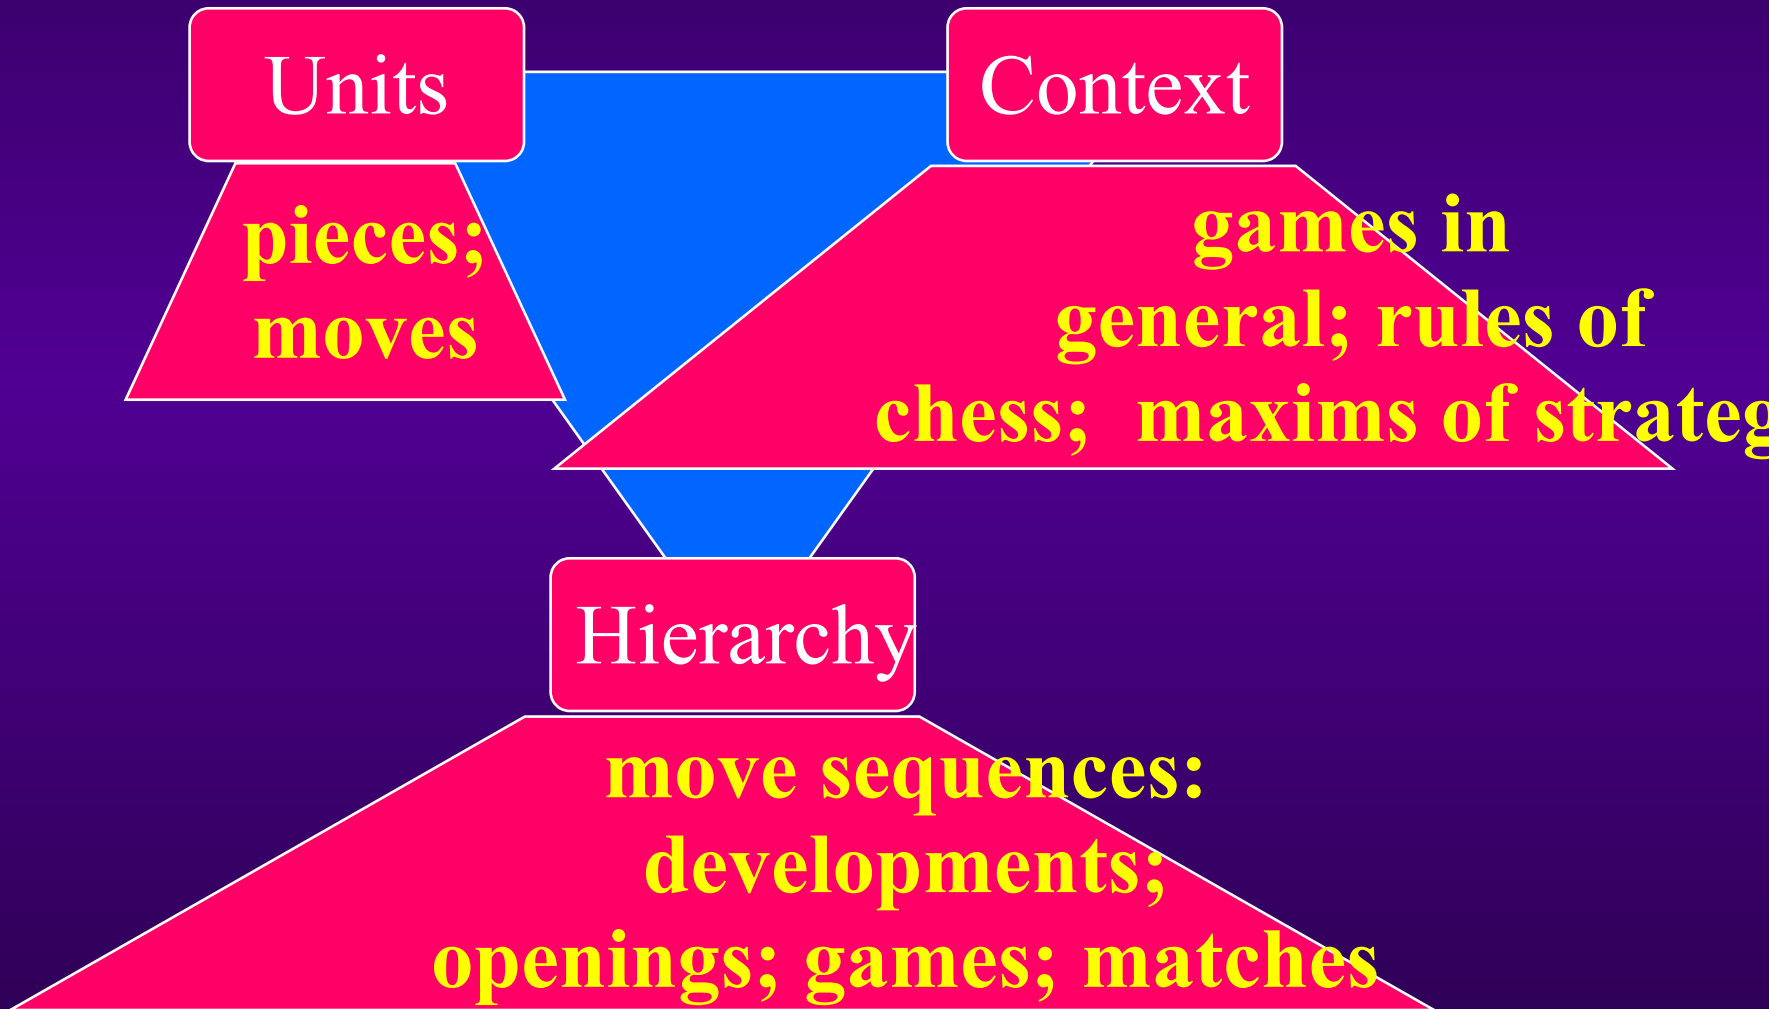 Units
Context
pieces;
moves
games in
general; rules of
chess; maxims of strateg
Hierarchy
move sequences:
developments;
openings; games; matches